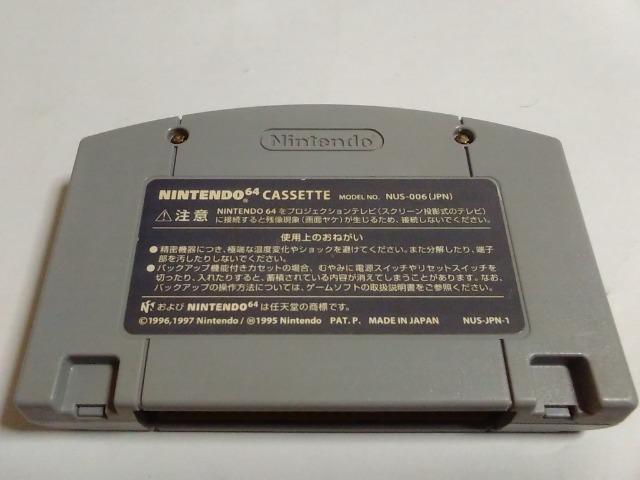 Nintendo
NINTENDO64 CASSETTE MODEL NO. NUS-006(JPN)
⚠注意 NINTENDO 64をプロジェクションテレビ(スクリーン投影式のテレビ)
に接続すると残像現象(画面ヤケ)が生じるため、接続しないでください。
使用上のおねがい
●精密機器につき、極端な温度変化やショックを避けてください。また分解したり、端子
部を汚したりしないでください。
●バックアップ機能付きカセットの場合、むやみに電源スイッチやリセットスイッチを
切ったり、入れたりすると、蓄積されている内容が消えてしまうことがあります。なお、
バックアップの操作方法については、ゲームソフトの取扱説明書をご参照ください。
および NINTENDO64 は任天堂の商標です。
©1996,1997 Nintendo/Ⓜ1995 Nintendo PAT. P. MADE IN JAPAN NUS-JPN-1